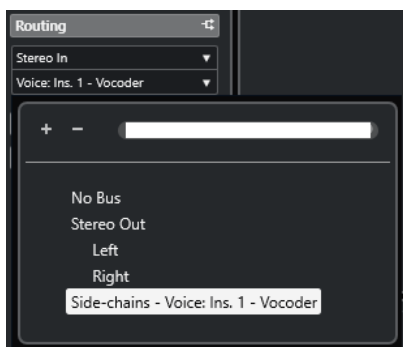 Routing
Stereo In
Voice: Ins. 1 - Vocoder
+ -
No Bus
Stereo Out
Left
Right
Side-chains - Voice: Ins. 1 - Vocoder